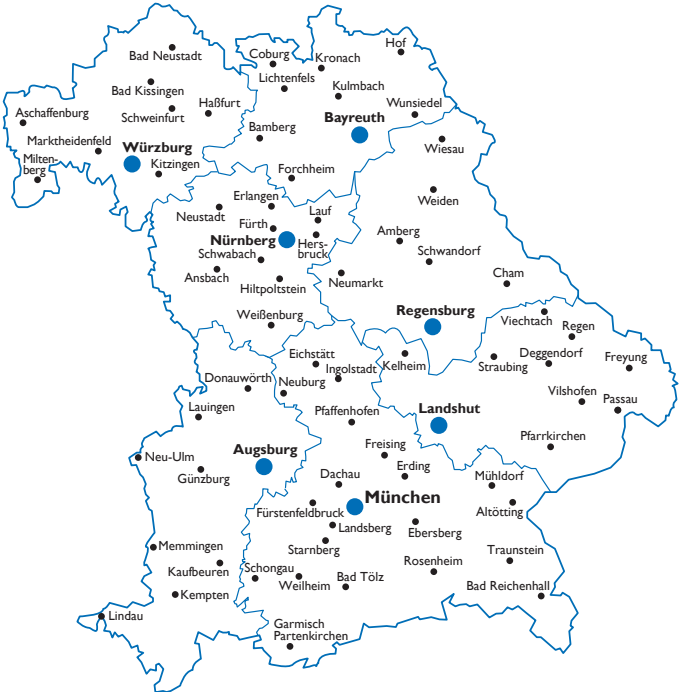 Hof
Bad Neustadt
Coburg
Kronach
Lichtenfels
Bad Kissingen
Kulmbach
Haßfurt
Wunsiedel
Aschaffenburg
Schweinfurt
Bayreuth
Bamberg
Marktheidenfeld
Würzburg
Wiesau
Milten-
berg
Kitzingen
Forchheim
Erlangen
Weiden
Neustadt
Lauf
Fürth
Amberg
Nürnberg
Hers-
bruck
Schwabach
Schwandorf
Ansbach
Neumarkt
Cham
Hiltpoltstein
Regensburg
Weißenburg
Viechtach
Regen
Eichstätt
Deggendorf
Kelheim
Straubing
Freyung
Ingolstadt
Donauwörth
Neuburg
Vilshofen
Passau
Lauingen
Pfaffenhofen
Landshut
Pfarrkirchen
Augsburg
Freising
Neu-Ulm
Erding
Mühldorf
Günzburg
Dachau
München
Fürstenfeldbruck
Altötting
Landsberg
Ebersberg
Memmingen
Starnberg
Traunstein
Kaufbeuren
Schongau
Rosenheim
Weilheim
Bad Tölz
Bad Reichenhall
Kempten
Lindau
Garmisch
Partenkirchen